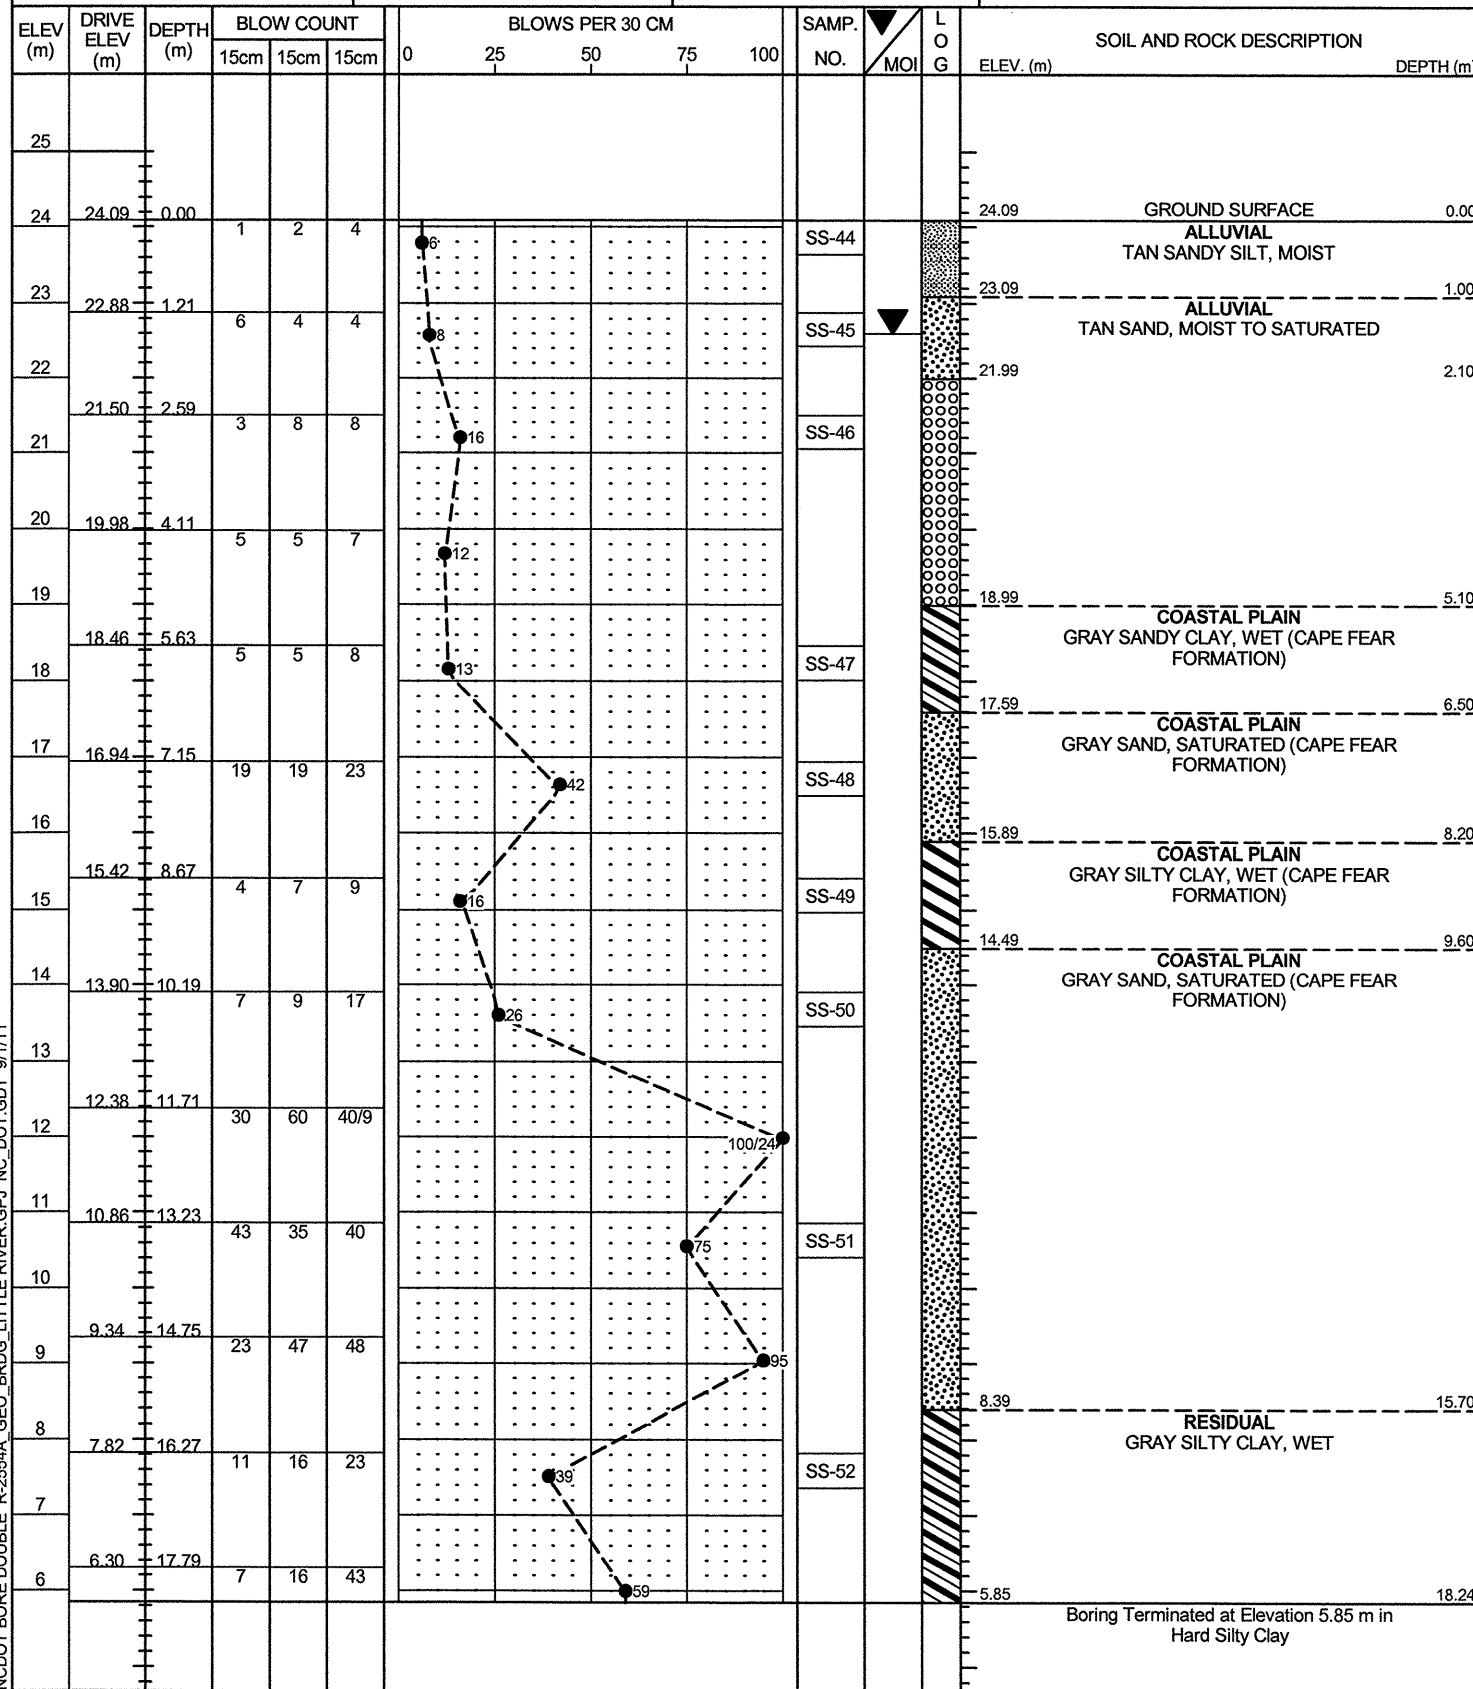 ELEV (m) DRIVE ELEV (m) DEPTH (m) BLOW COUNT BLOWS PER 30 CM SAMP. NO. MOI LOG SOIL AND ROCK DESCRIPTION
15cm 15cm 15cm 0 25 50 75 100 ELEV. (m) DEPTH (m
25
24 24.09 0.00 24.09 GROUND SURFACE 0.00
1 2 4 6 SS-44 ALLUVIAL
TAN SANDY SILT, MOIST
23 22.88 1.21 23.09 1.00
6 4 4 8 SS-45 ALLUVIAL
TAN SAND, MOIST TO SATURATED
22 21.99 2.10
21.50 2.59
3 8 8 16 SS-46
21
20 19.98 4.11
5 5 7 12
19 18.99 5.10
COASTAL PLAIN
18.46 5.63 GRAY SANDY CLAY, WET (CAPE FEAR
5 5 8 13 SS-47 FORMATION)
18
17.59 6.50
COASTAL PLAIN
17 16.94 7.15 GRAY SAND, SATURATED (CAPE FEAR
19 19 23 42 SS-48 FORMATION)
16 15.89 8.20
COASTAL PLAIN
15.42 8.67 GRAY SILTY CLAY, WET (CAPE FEAR
4 7 9 16 SS-49 FORMATION)
15
14.49 9.60
COASTAL PLAIN
14 13.90 10.19 GRAY SAND, SATURATED (CAPE FEAR
7 9 17 26 SS-50 FORMATION)
13
12.38 11.71
30 60 40/9 100/24
12
11
10.86 13.23
43 35 40 75 SS-51
10
9.34 14.75
23 47 48 95
9
8.39 15.70
RESIDUAL
8 GRAY SILTY CLAY, WET
7.82 16.27
11 16 23 39 SS-52
7
6.30 17.79
7 16 43 59
6
5.85 18.24
Boring Terminated at Elevation 5.85 m in
Hard Silty Clay
NCDOT BORE DOUBLE R-2554A_GEO_BRDG_LITTLE RIVER.GPJ NC_DOT.GDT